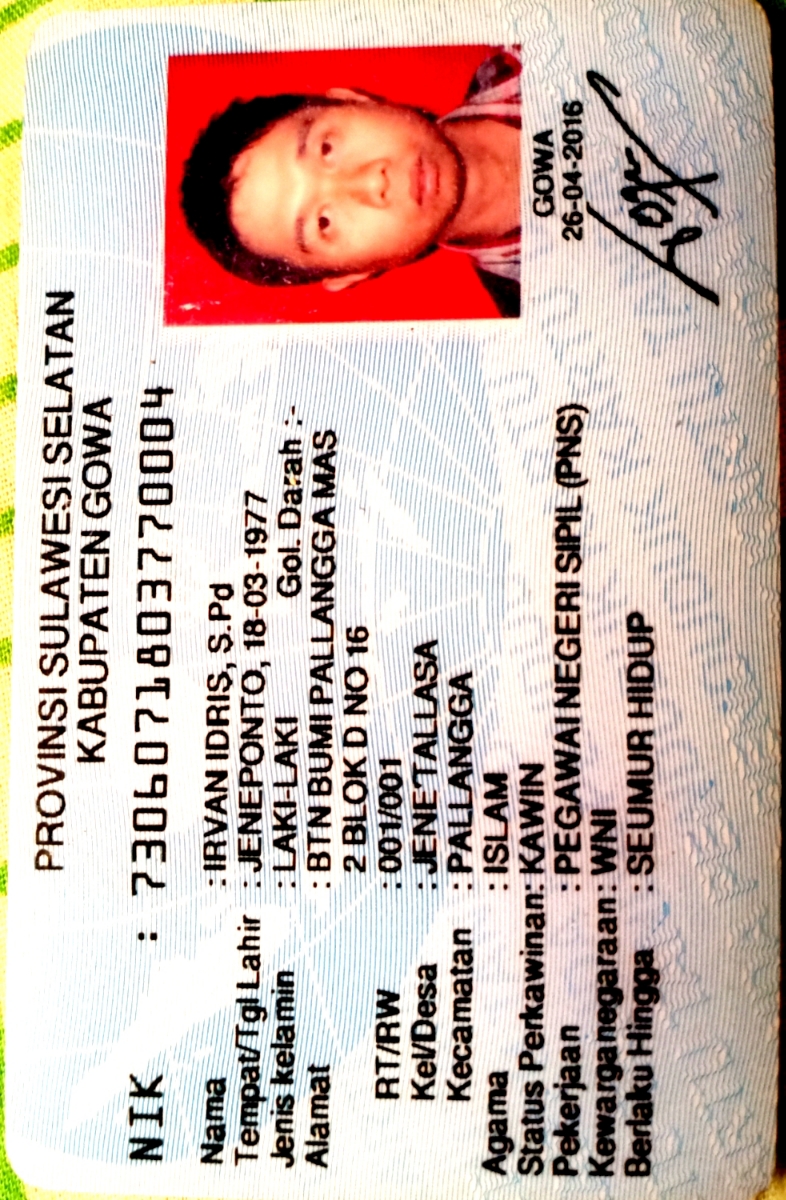 PROVINSI SULAWESI SELATAN
KABUPATEN GOWA
NIK : 7306071803770004
Nama : IRVAN IDRIS, S.Pd
Tempat/Tgl Lahir : JENEPONTO, 18-03-1977
Jenis kelamin : LAKI-LAKI Gol. Darah :-
Alamat : BTN BUMI PALLANGGA MAS
2 BLOK D NO 16
RT/RW : 001/001
Kel/Desa : JENETALLASA
Kecamatan : PALLANGGA
Agama : ISLAM
Status Perkawinan: KAWIN
Pekerjaan : PEGAWAI NEGERI SIPIL (PNS)
Kewarganegaraan: WNI
Berlaku Hingga : SEUMUR HIDUP
GOWA
26-04-2016